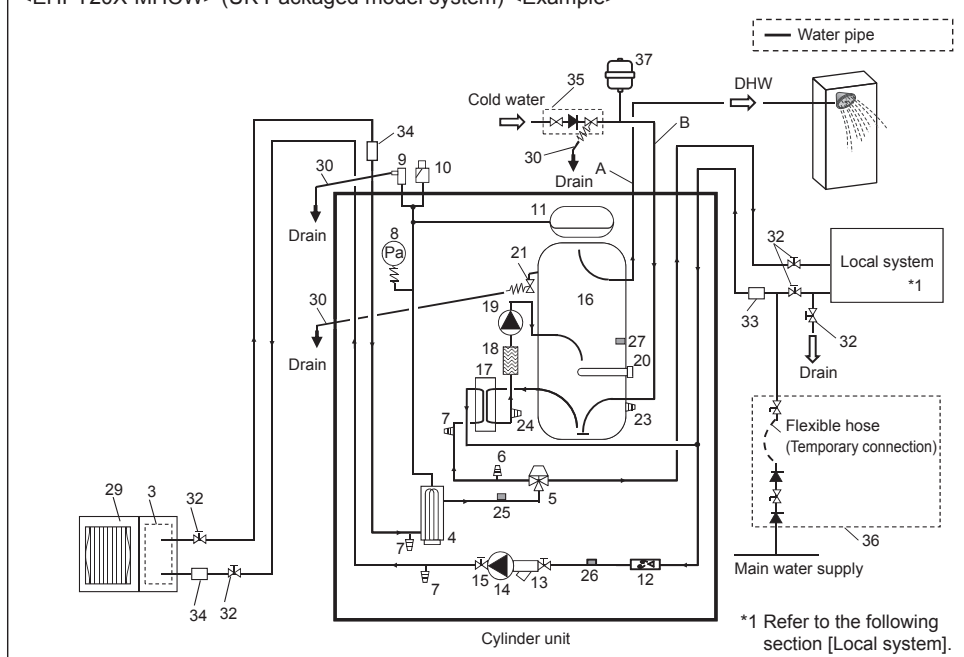 (UK Packaged model system) <Example>
Water pipe
37
DHW
35
Cold water
B
34
30
9
10
30
A
Drain
11
Drain
8
Pa
21
32
Local system
*1
16
19
33
30
27
32
18
20
Drain
Drain
17
24
23
7
6
Flexible hose
(Temporary connection)
29
3
32
5
25
4
7
36
15
26
12
13
14
7
Main water supply
34
32
Cylinder unit
*1 Refer to the following
section [Local system].